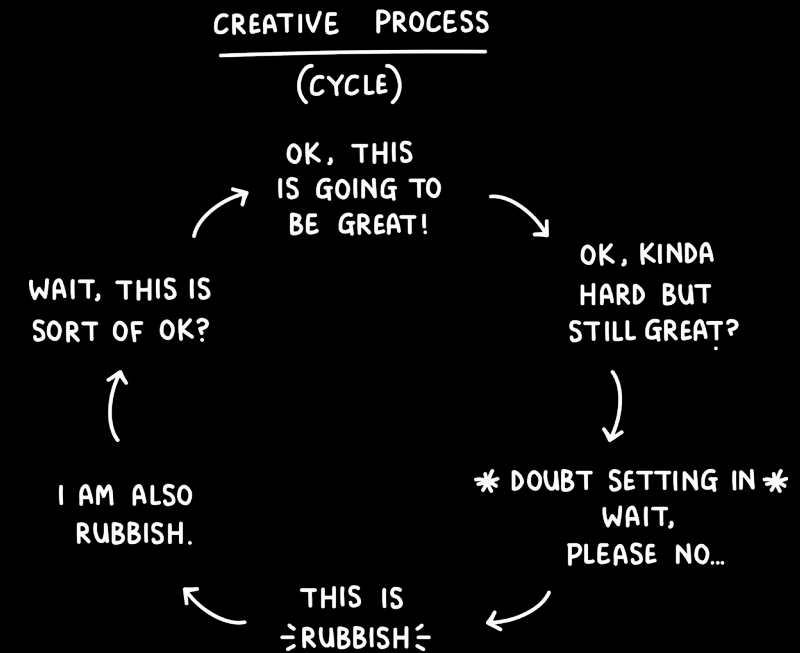 CREATIVE PROCESS
(CYCLE)
OK, THIS
IS GOING TO
BE GREAT!
OK, KINDA
HARD BUT
STILL GREAT?
*DOUBT SETTING IN*
WAIT,
PLEASE NO...
THIS IS
RUBBISH
I AM ALSO
RUBBISH.
WAIT, THIS IS
SORT OF OK?